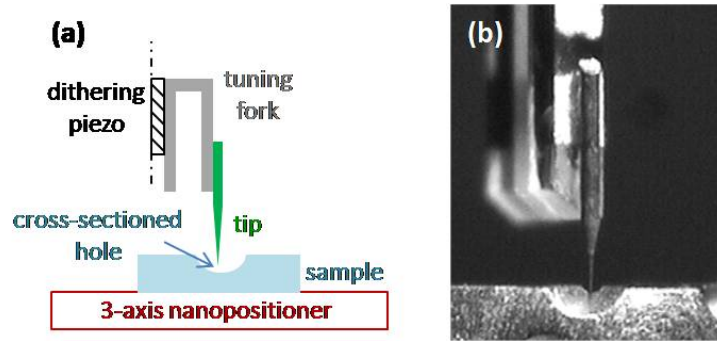 (a)
tuning
fork
dithering
piezo
cross-sectioned
hole
tip
sample
3-axis nanopositioner
(b)